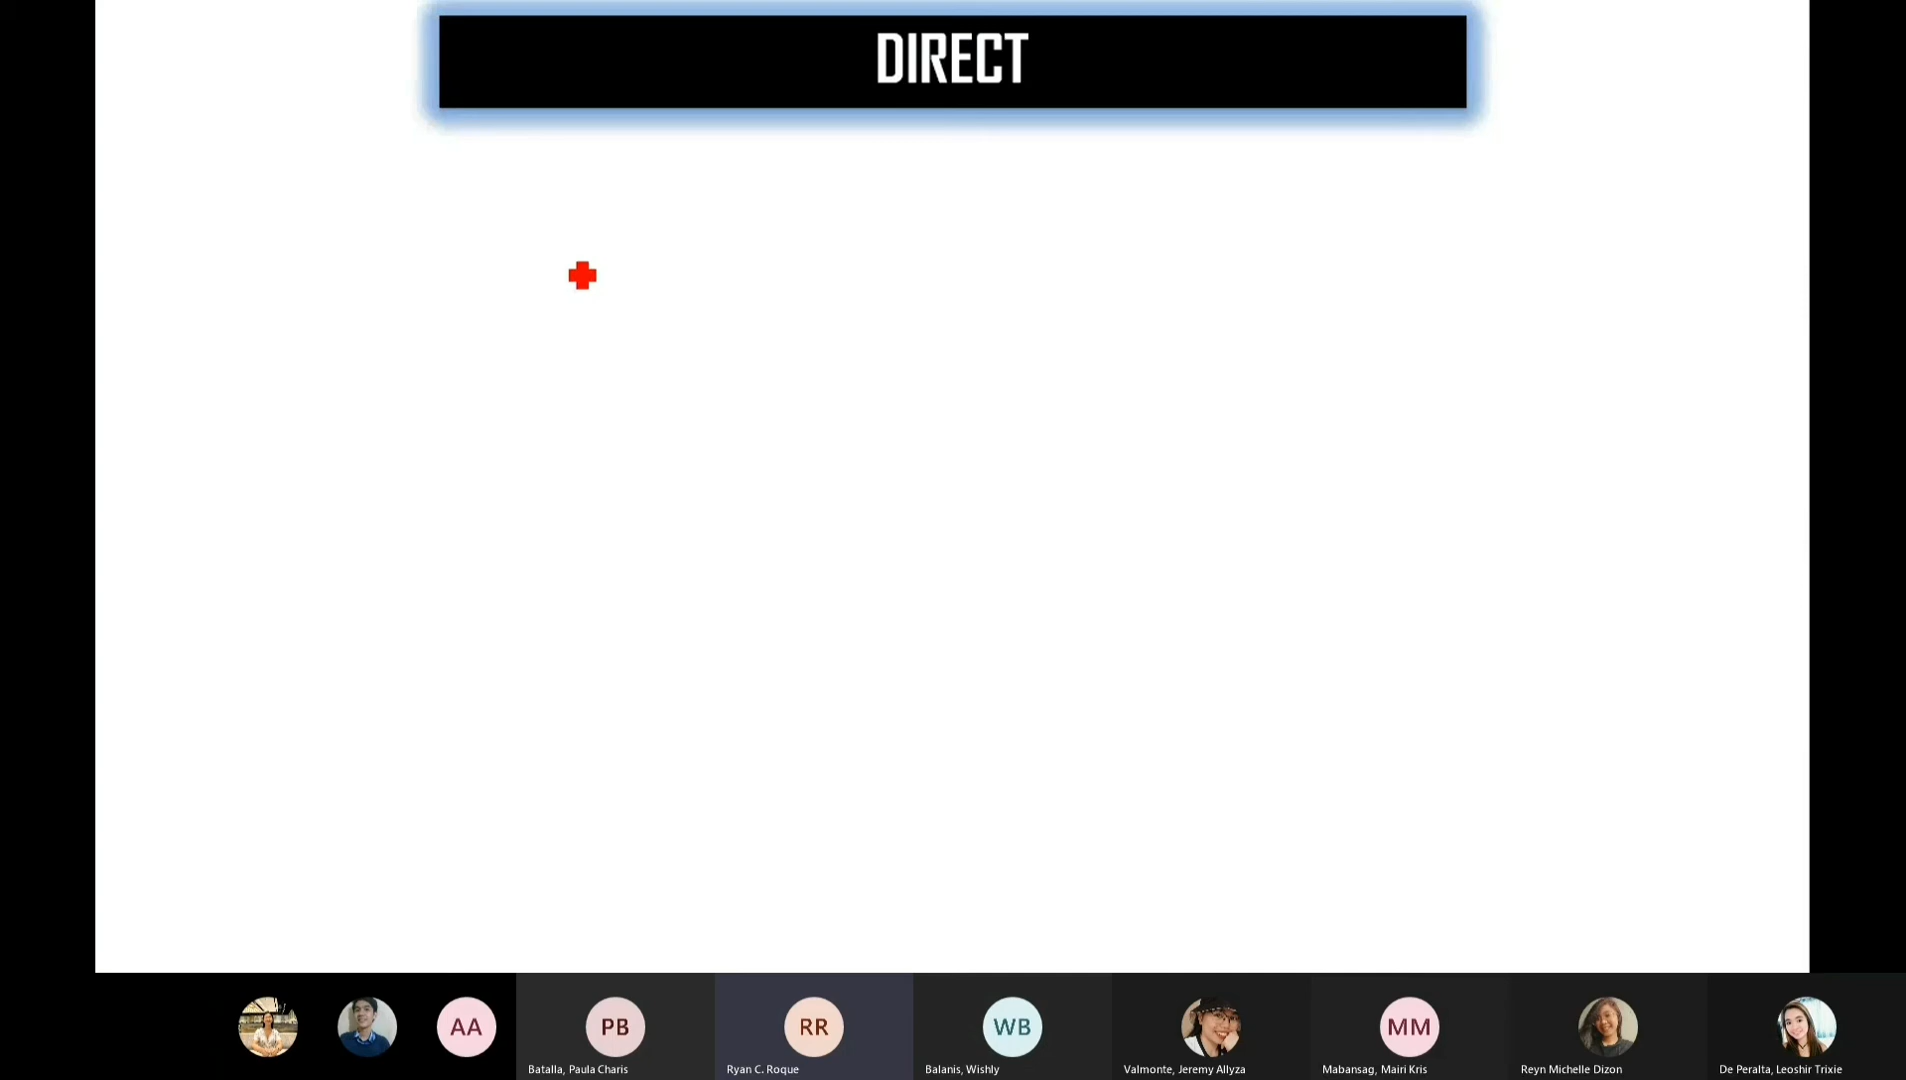 DIRECT
AA
PB
RR
WB
MM
Batalla, Paula Charis
Ryan C. Roque
Balanis, Wishly
Valmonte, Jeremy Allyza
Mabansag, Mairi Kris
Reyn Michelle Dizon
De Peralta, Leoshir Trixie